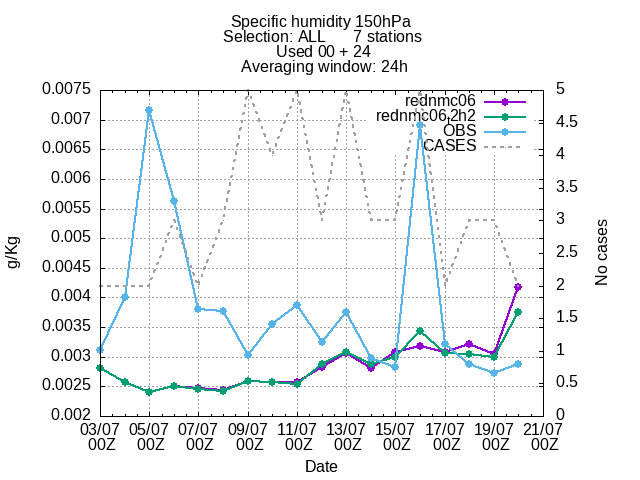 Specific humidity 150hPa
Selection: ALL      7 stations
Used 00 + 24
Averaging window: 24h
rednmc06
rednmc06.2h2
OBS
CASES
0.0075
0.007
0.0065
0.006
0.0055
0.005
0.0045
0.004
0.0035
0.003
0.0025
0.002
g/Kg
5
4.5
4
3.5
3
2.5
2
1.5
1
0.5
0
No cases
03/07 05/07 07/07 09/07 11/07 13/07 15/07 17/07 19/07 21/07
00Z 00Z 00Z 00Z 00Z 00Z 00Z 00Z 00Z 00Z
Date